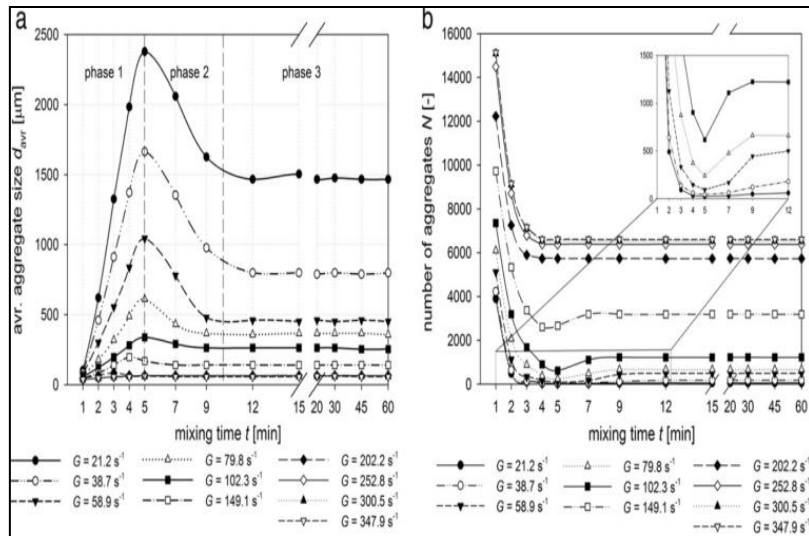 a
avr. aggregate size d_avr [μm]
2500
2000
1500
1000
500
0
phase 1
phase 2
phase 3
1 2 3 4 5 7 9 12 15 20 30 45 60
mixing time t [min]
G = 21.2 s⁻¹
G = 38.7 s⁻¹
G = 58.9 s⁻¹
G = 79.8 s⁻¹
G = 102.3 s⁻¹
G = 149.1 s⁻¹
G = 202.2 s⁻¹
G = 252.8 s⁻¹
G = 300.5 s⁻¹
G = 347.9 s⁻¹
b
number of aggregates N [-]
16000
14000
12000
10000
8000
6000
4000
2000
0
1500
1000
500
0
1 2 3 4 5 7 9 12
1 2 3 4 5 7 9 12 15 20 30 45 60
mixing time t [min]
G = 21.2 s⁻¹
G = 38.7 s⁻¹
G = 58.9 s⁻¹
G = 79.8 s⁻¹
G = 102.3 s⁻¹
G = 149.1 s⁻¹
G = 202.2 s⁻¹
G = 252.8 s⁻¹
G = 300.5 s⁻¹
G = 347.9 s⁻¹